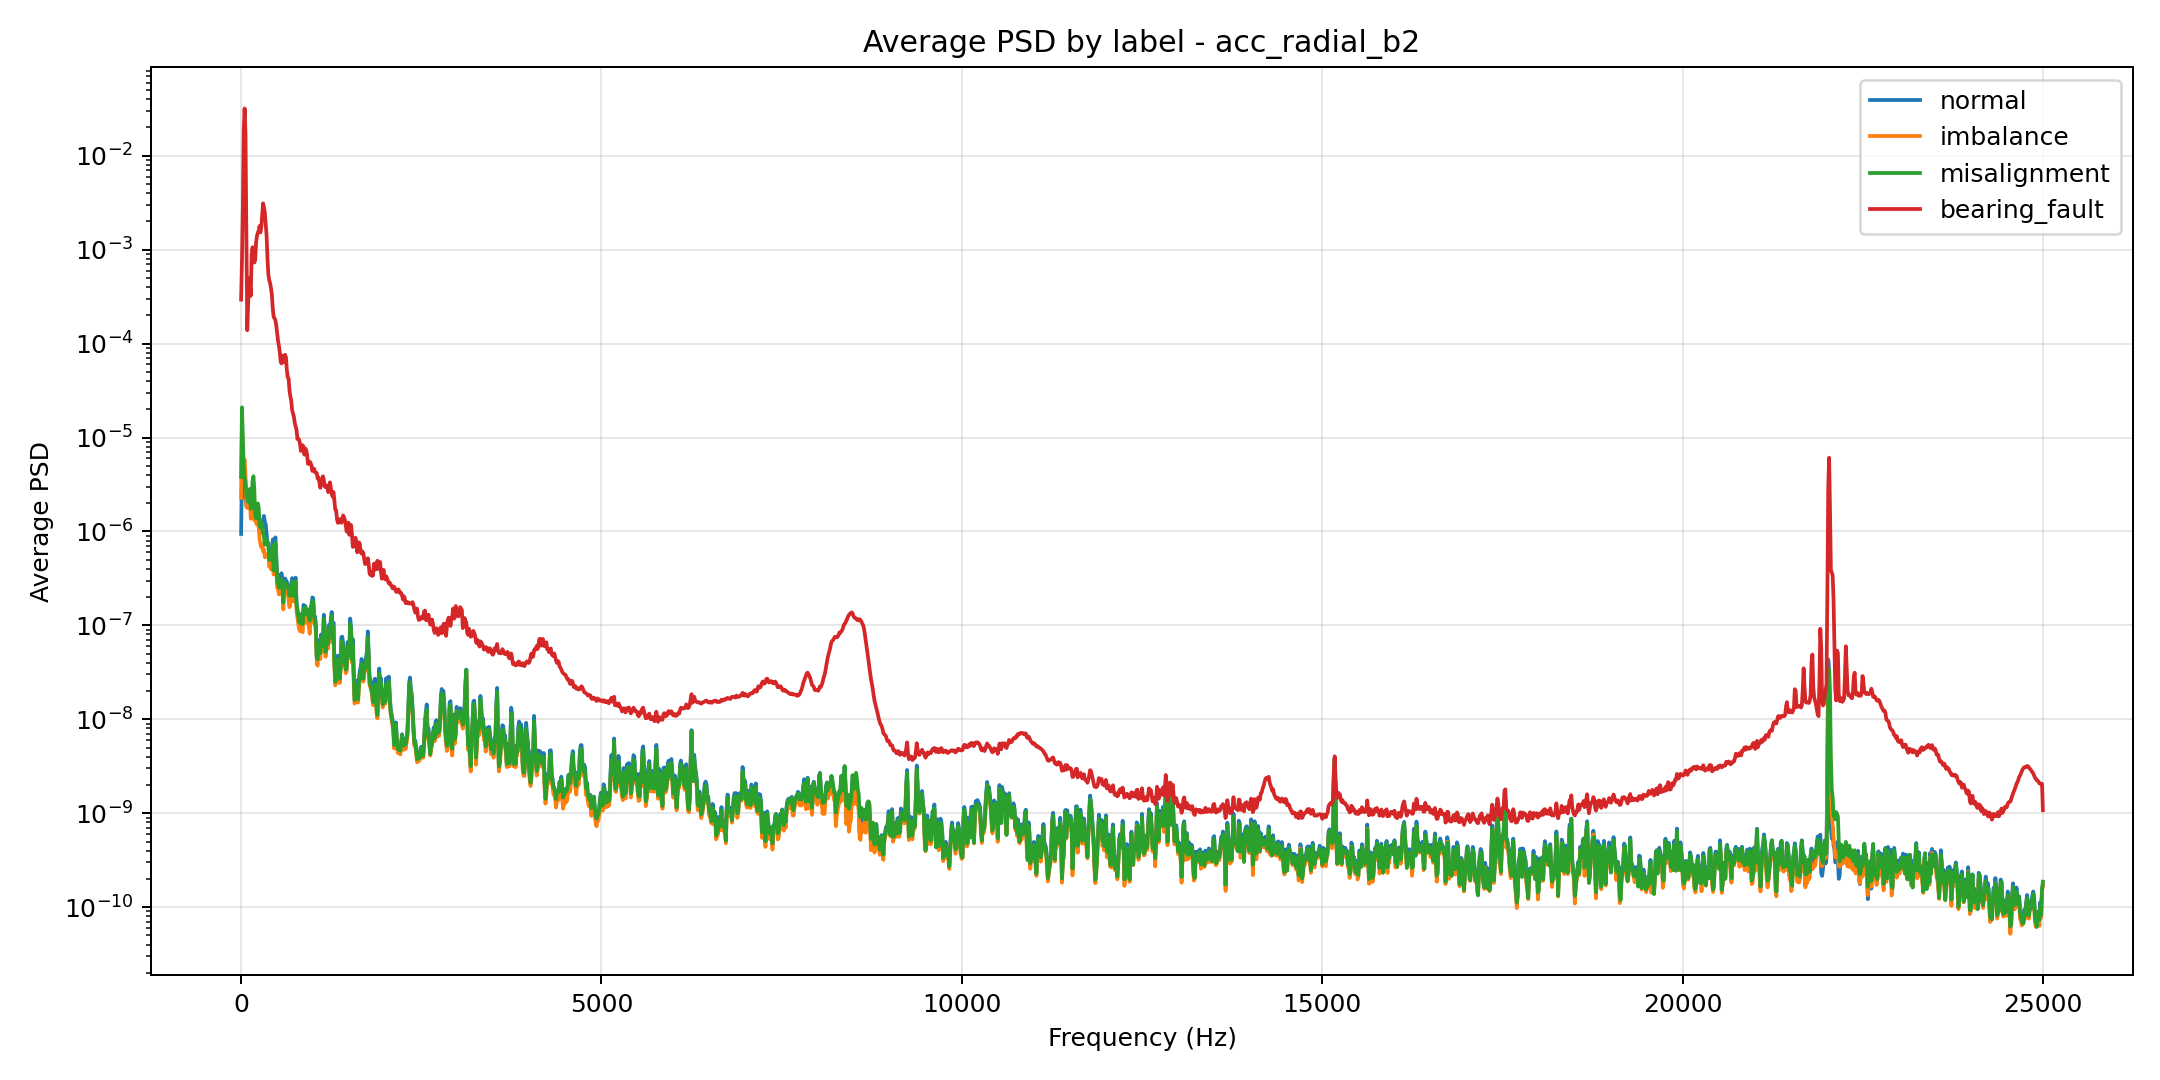 Average PSD by label - acc_radial_b2
normal
imbalance
misalignment
bearing_fault
Average PSD
10⁻²
10⁻³
10⁻⁴
10⁻⁵
10⁻⁶
10⁻⁷
10⁻⁸
10⁻⁹
10⁻¹⁰
0 5000 10000 15000 20000 25000
Frequency (Hz)